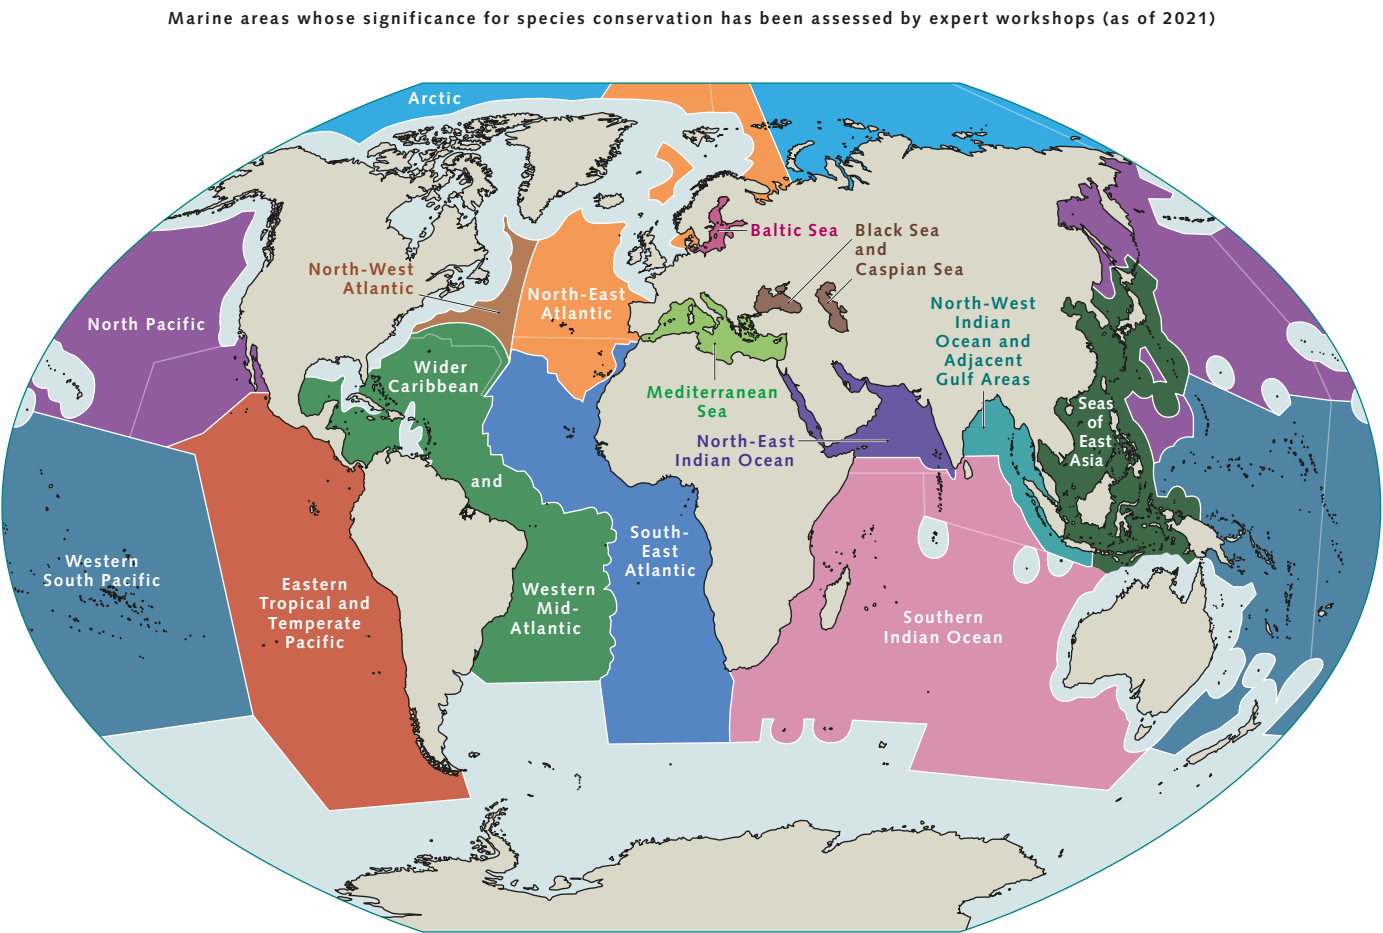 Marine areas whose significance for species conservation has been assessed by expert workshops (as of 2021)
Arctic
Baltic Sea
Black Sea
and
Caspian Sea
North-West
Atlantic
North-East
Atlantic
North Pacific
North-West
Indian
Ocean and
Adjacent
Gulf Areas
Wider
Caribbean
Mediterranean
Sea
Seas
of
East
Asia
North-East
Indian Ocean
and
South-
East
Atlantic
Western
South Pacific
Eastern
Tropical and
Temperate
Pacific
Western
Mid-
Atlantic
Southern
Indian Ocean